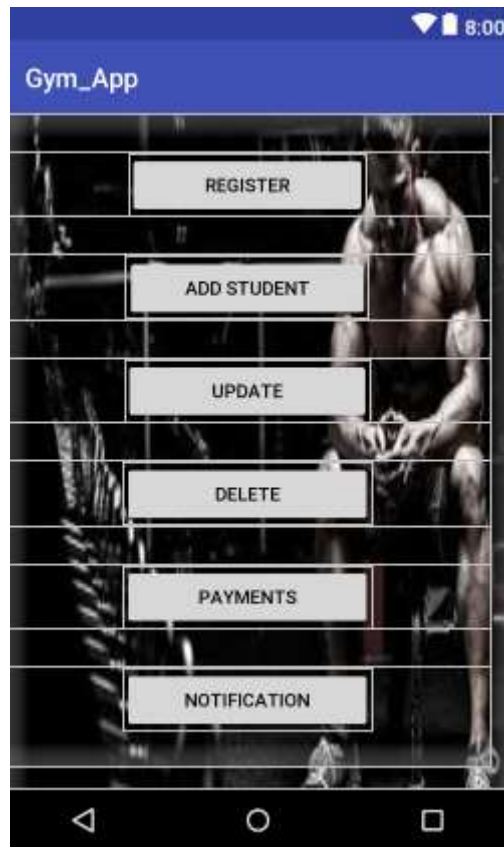 8:00
Gym_App
REGISTER
ADD STUDENT
UPDATE
DELETE
PAYMENTS
NOTIFICATION